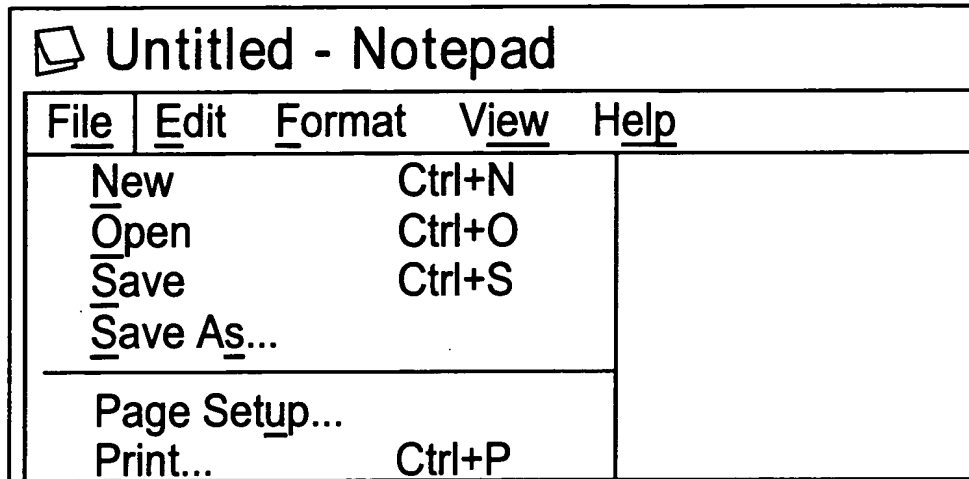 Untitled - Notepad
File Edit Format View Help
New Ctrl+N
Open Ctrl+O
Save Ctrl+S
Save As...
Page Setup...
Print... Ctrl+P